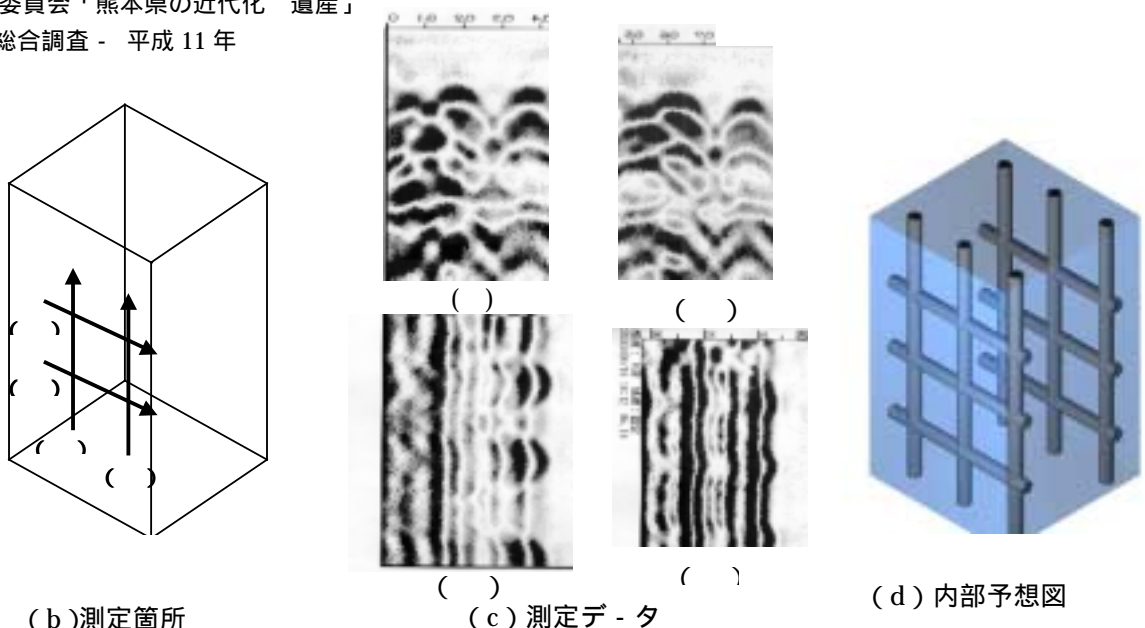 委員会「熊本県の近代化 遺産」
総合調査 - 平成 11 年
( )
( )
( )
( )
( )
( )
( )
( )
( b )測定箇所
( c ) 測定デ - タ
( d ) 内部予想図